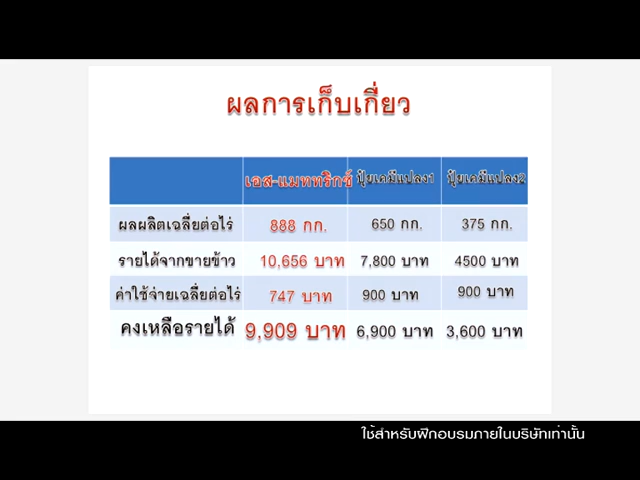 ผลการเก็บเกี่ยว
เอส-แมททริกซ์ ปุ๋ยเคมีแปลง1 ปุ๋ยเคมีแปลง2
ผลผลิตเฉลี่ยต่อไร่ 888 กก. 650 กก. 375 กก.
รายได้จากขายข้าว 10,656 บาท 7,800 บาท 4500 บาท
ค่าใช้จ่ายเฉลี่ยต่อไร่ 747 บาท 900 บาท 900 บาท
คงเหลือรายได้ 9,909 บาท 6,900 บาท 3,600 บาท
ใช้สำหรับฝึกอบรมภายในบริษัทเท่านั้น